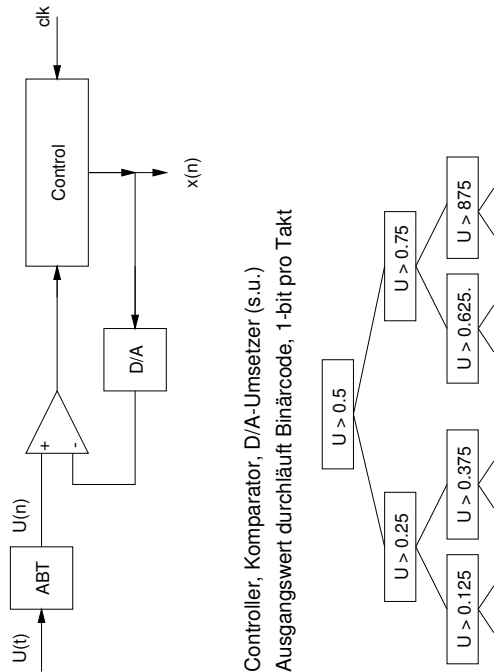 U(t)
ABT
U(n)
+
-
D/A
Control
clk
x(n)
Controller, Komparator, D/A-Umsetzer (s.u.)
Ausgangswert durchläuft Binärcode, 1-bit pro Takt
U > 0.5
U > 0.25
U > 0.75
U > 0.125
U > 0.375
U > 0.625.
U > 875